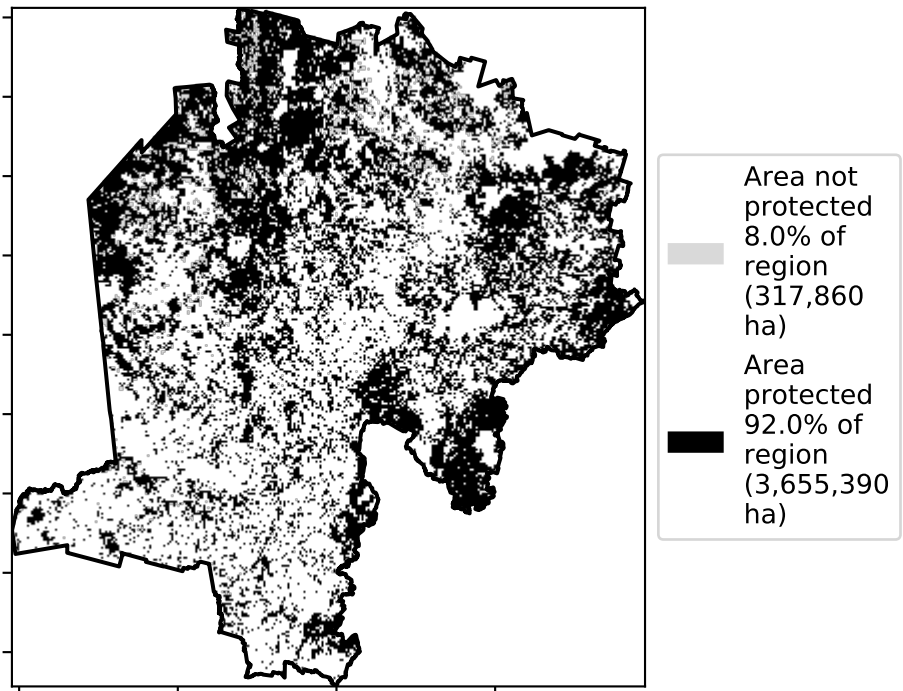 Area not
protected
8.0% of
region
(317,860
ha)
Area
protected
92.0% of
region
(3,655,390
ha)